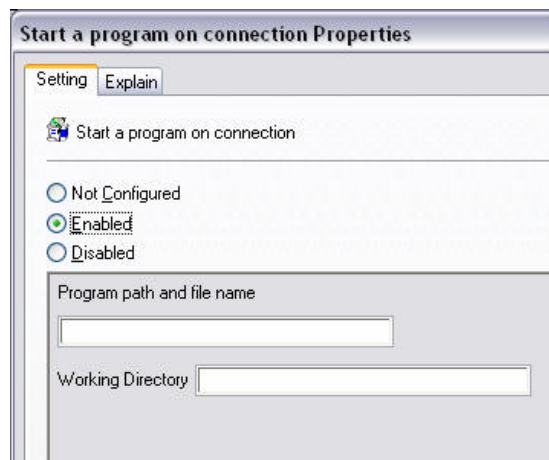 Start a program on connection Properties
Setting Explain
Start a program on connection
Not Configured
Enabled
Disabled
Program path and file name
Working Directory